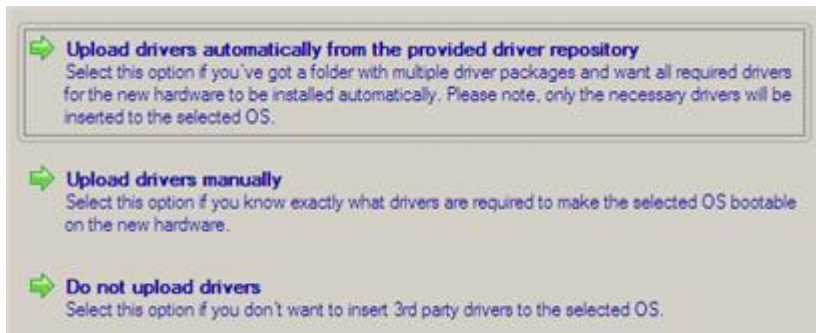 Upload drivers automatically from the provided driver repository
Select this option if you've got a folder with multiple driver packages and want all required drivers
for the new hardware to be installed automatically. Please note, only the necessary drivers will be
inserted to the selected OS.
Upload drivers manually
Select this option if you know exactly what drivers are required to make the selected OS bootable
on the new hardware.
Do not upload drivers
Select this option if you don't want to insert 3rd party drivers to the selected OS.